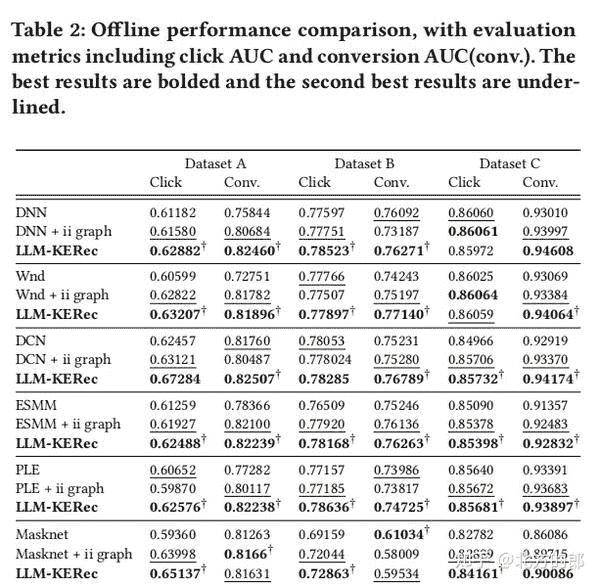 Table 2: Offline performance comparison, with evaluation
metrics including click AUC and conversion AUC(conv.). The
best results are bolded and the second best results are under-
lined.
Dataset A Dataset B Dataset C
Click Conv. Click Conv. Click Conv.
DNN 0.61182 0.75844 0.77597 0.76092 0.86060 0.93010
DNN + ii graph 0.61580 0.80684 0.77751 0.73187 0.86061 0.93997
LLM-KERec 0.62882† 0.82460† 0.78523† 0.76271† 0.85972 0.94608
Wnd 0.60599 0.72751 0.77766 0.74243 0.86025 0.93069
Wnd + ii graph 0.62822 0.81782 0.77507 0.75197 0.86064 0.93384
LLM-KERec 0.63207† 0.81896† 0.77897† 0.77140† 0.86059 0.94064†
DCN 0.62457 0.81760 0.78053 0.75231 0.84966 0.92919
DCN + ii graph 0.63121 0.80487 0.778024 0.75280 0.85706 0.93370
LLM-KERec 0.67284 0.82507† 0.78285 0.76789† 0.85732† 0.94174†
ESMM 0.61259 0.78366 0.76509 0.75246 0.85090 0.91357
ESMM + ii graph 0.61927 0.82100 0.77920 0.76136 0.85378 0.92483
LLM-KERec 0.62488† 0.82239† 0.78168† 0.76263† 0.85398† 0.92832†
PLE 0.60652 0.77282 0.77157 0.73986 0.85640 0.93391
PLE + ii graph 0.59870 0.80117 0.77185 0.73817 0.85672 0.93683
LLM-KERec 0.62576† 0.82238† 0.78636† 0.74725† 0.85681† 0.93897†
Masknet 0.59360 0.81263 0.69159 0.61034† 0.82782 0.86086
Masknet + ii graph 0.63998 0.8166† 0.72044 0.58009
LLM-KERec 0.65137† 0.81631 0.72863† 0.59534 0.84161† 0.90086